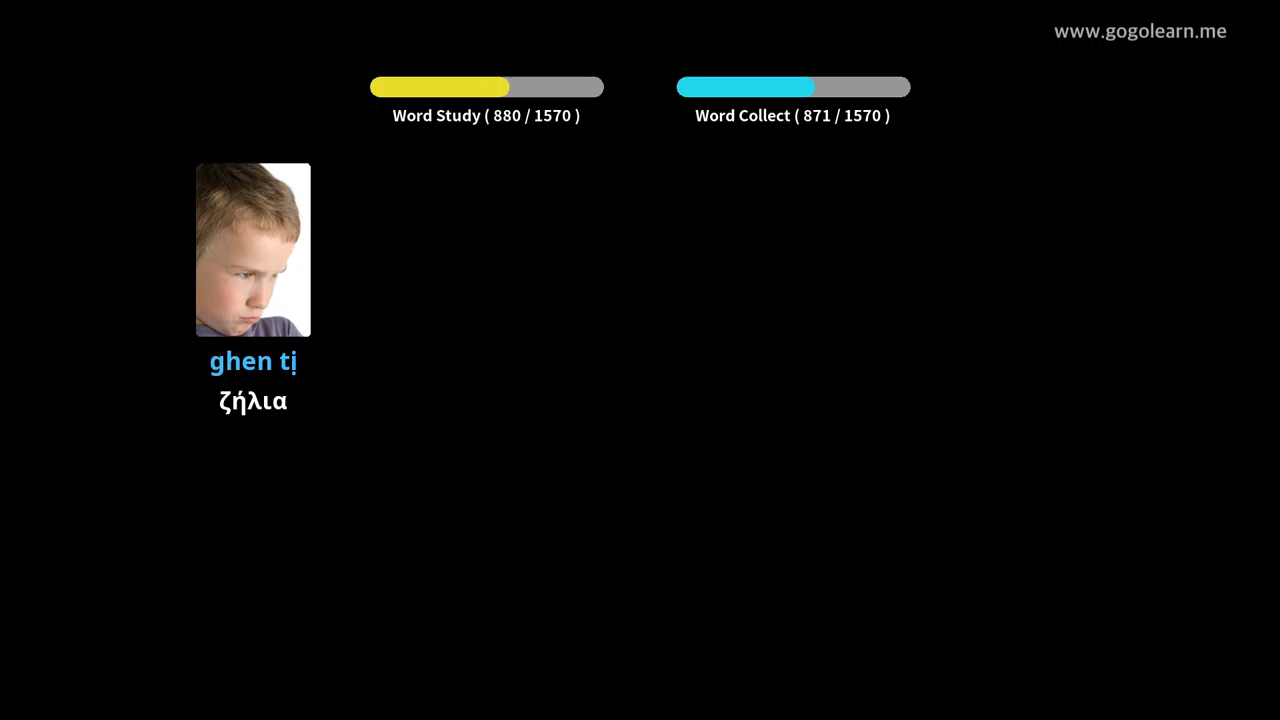 www.gogolearn.me
Word Study ( 880 / 1570 )
Word Collect ( 871 / 1570 )
ghen tị
ζήλια